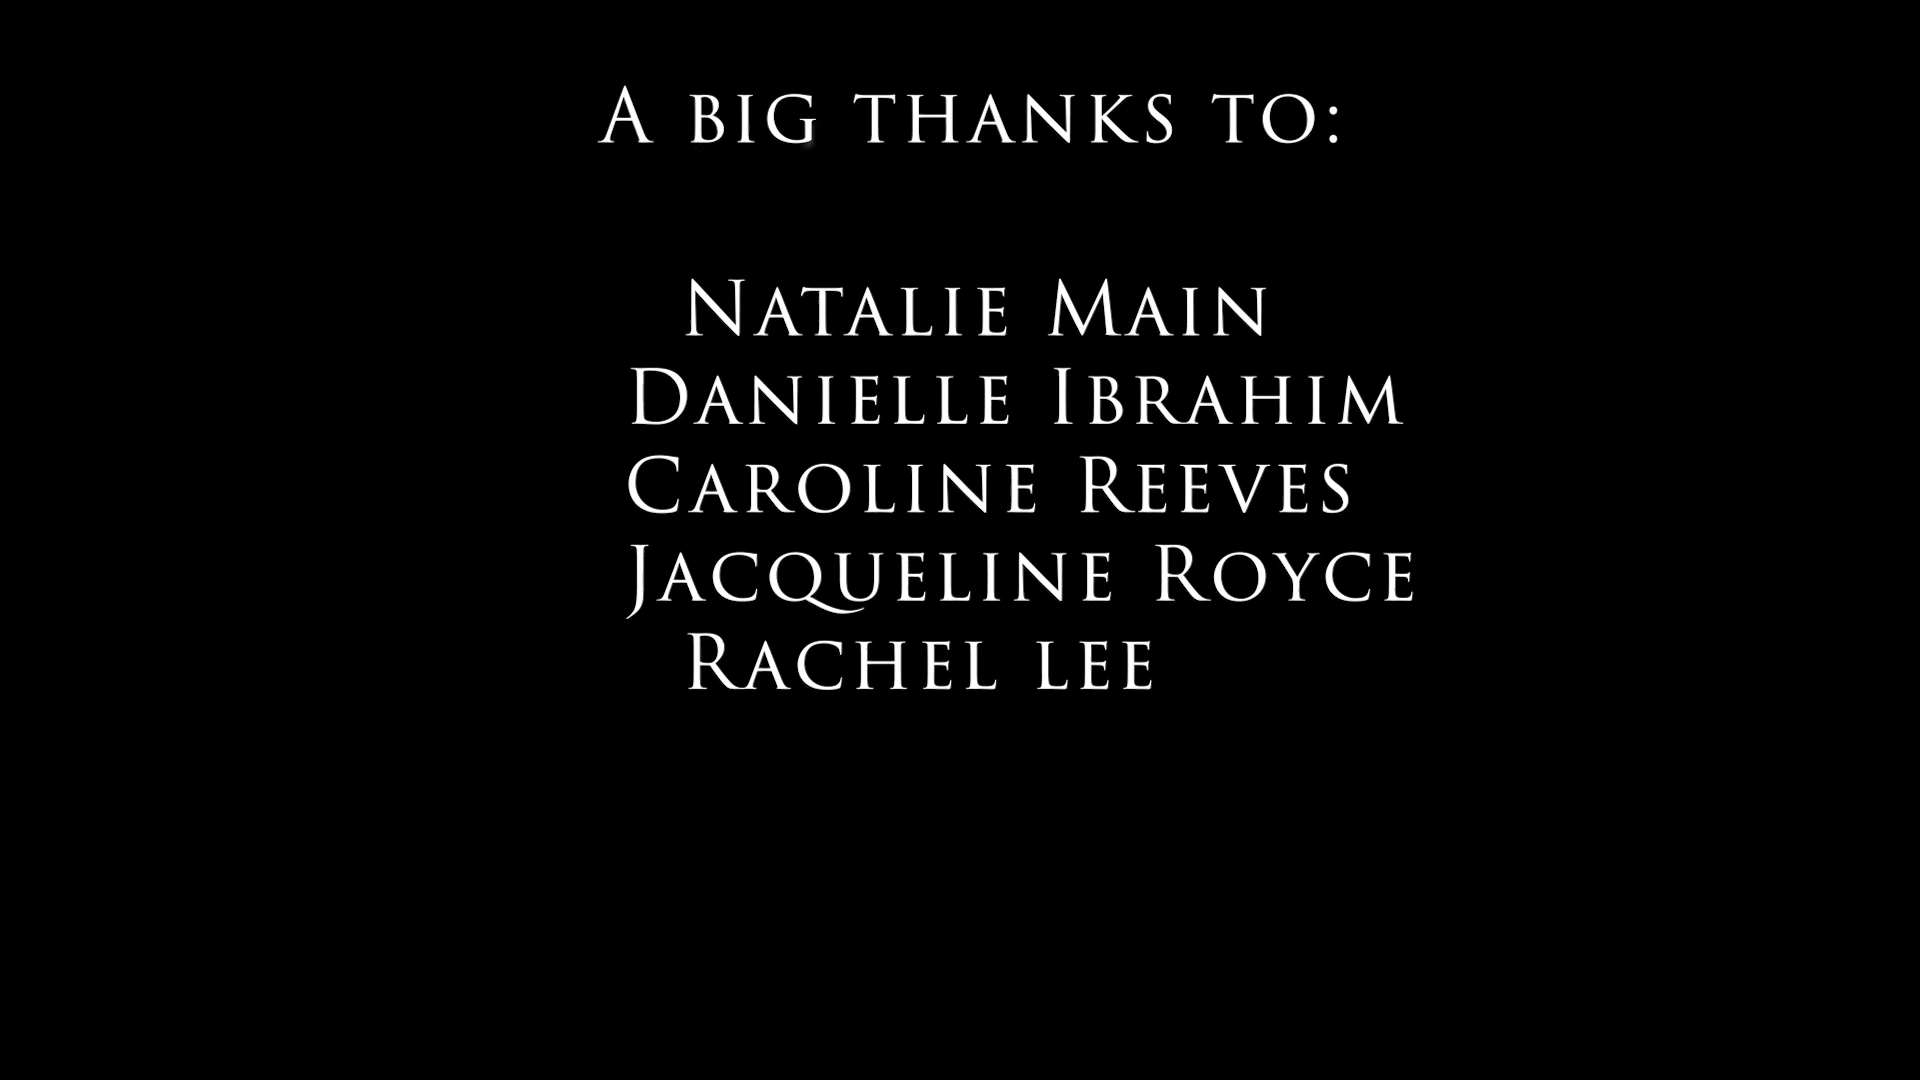 A big thanks to:
Natalie Main
Danielle Ibrahim
Caroline Reeves
Jacqueline Royce
Rachel lee